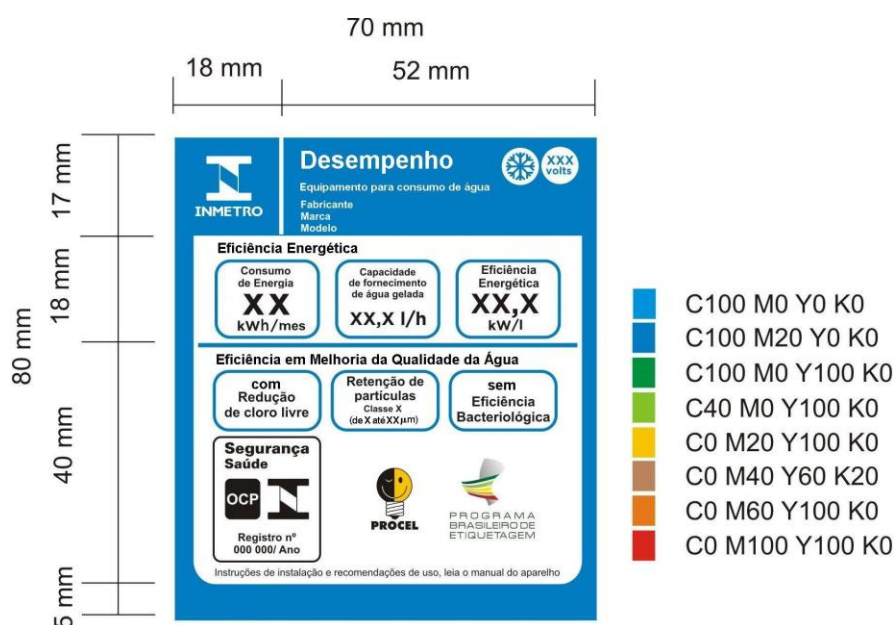 70 mm
18 mm
52 mm
80 mm
17 mm
18 mm
40 mm
5 mm
INMETRO
Desempenho
XXX
volts
Equipamento para consumo de água
Fabricante
Marca
Modelo
Eficiência Energética
Consumo
de Energia
XX
kWh/mes
Capacidade
de fornecimento
de água gelada
XX,X l/h
Eficiência
Energética
XX,X
kW/l
Eficiência em Melhoria da Qualidade da Água
com
Redução
de cloro livre
Retenção de
partículas
Classe X
(de X até XX µm)
sem
Eficiência
Bacteriológica
Segurança
Saúde
OCP
Registro nº
000 000/ Ano
PROCEL
PROGRAMA
BRASILEIRO DE
ETIQUETAGEM
Instruções de instalação e recomendações de uso, leia o manual do aparelho
C100 M0 Y0 K0
C100 M20 Y0 K0
C100 M0 Y100 K0
C40 M0 Y100 K0
C0 M20 Y100 K0
C0 M40 Y60 K20
C0 M60 Y100 K0
C0 M100 Y100 K0